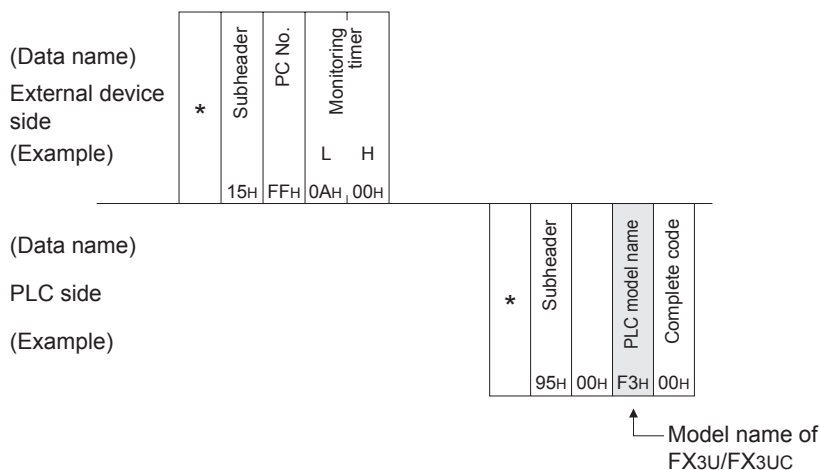 (Data name)
External device
side
(Example)
*
Subheader
PC No.
Monitoring
timer
L H
15H FFH 0AH 00H
(Data name)
PLC side
(Example)
*
Subheader
PLC model name
Complete code
95H 00H F3H 00H
Model name of
FX3U/FX3UC